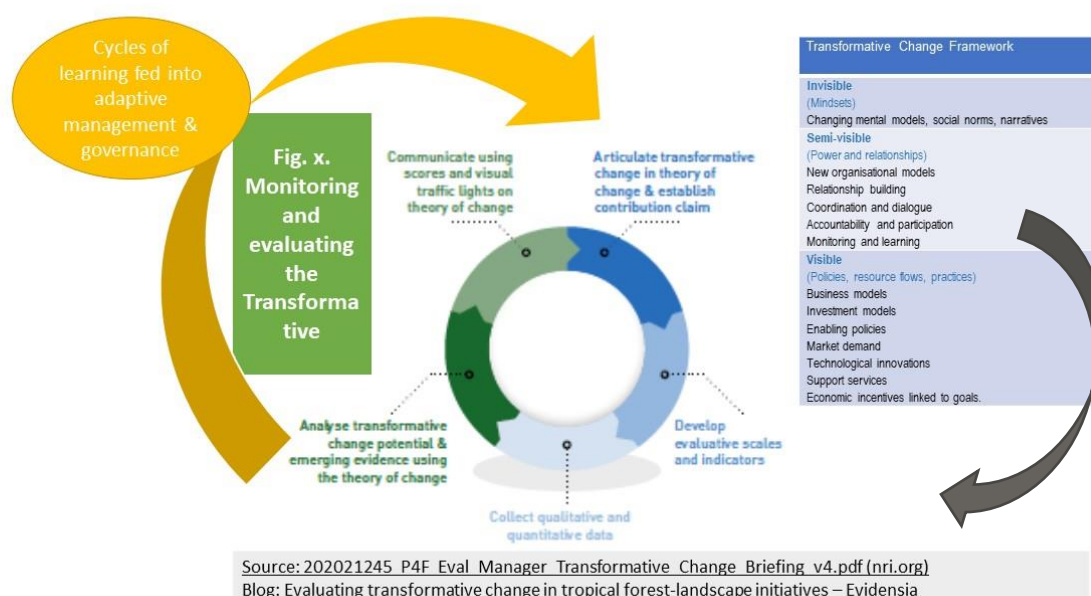 Cycles of
learning fed into
adaptive
management &
governance
Fig. x.
Monitoring
and
evaluating
the
Transforma
tive
Communicate using
scores and visual
traffic lights on
theory of change
Articulate transformative
change in theory of
change & establish
contribution claim
Develop
evaluative scales
and indicators
Collect qualitative and
quantitative data
Analyse transformative
change potential &
emerging evidence using
the theory of change
Transformative Change Framework
Invisible
(Mindsets)
Changing mental models, social norms, narratives
Semi-visible
(Power and relationships)
New organisational models
Relationship building
Coordination and dialogue
Accountability and participation
Monitoring and learning
Visible
(Policies, resource flows, practices)
Business models
Investment models
Enabling policies
Market demand
Technological innovations
Support services
Economic incentives linked to goals.
Source: 202021245_P4F_Eval_Manager_Transformative_Change_Briefing_v4.pdf (nri.org)
Blog: Evaluating transformative change in tropical forest-landscape initiatives – Evidensia